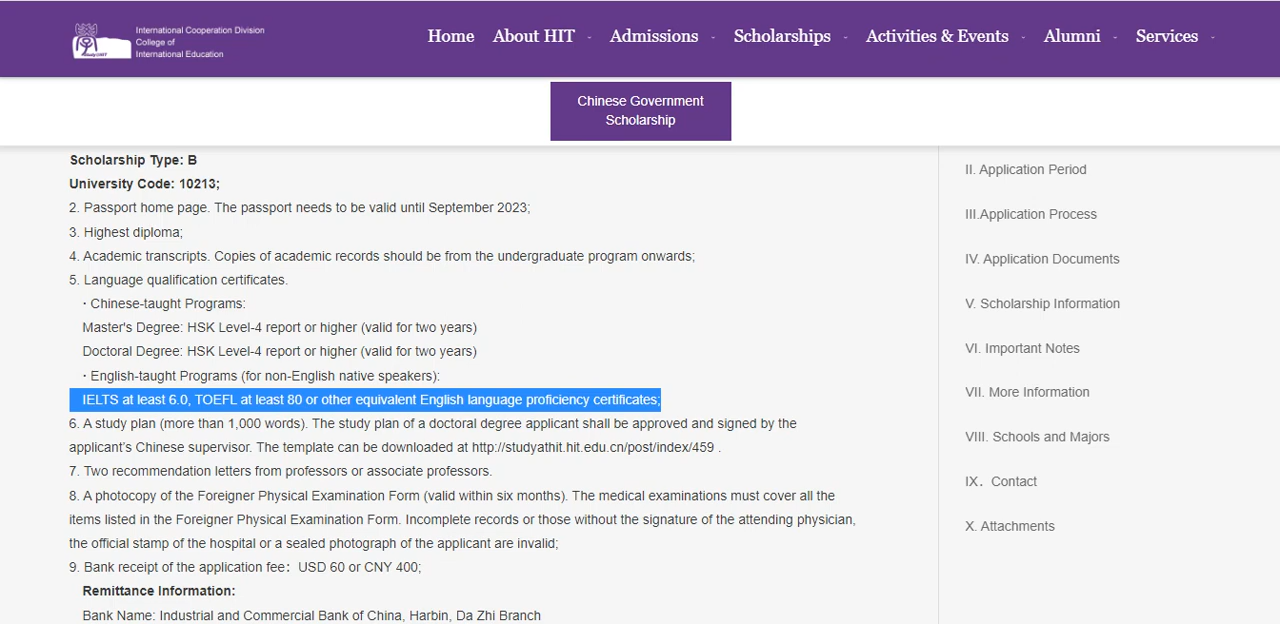 International Cooperation Division
College of
International Education
Home About HIT Admissions Scholarships Activities & Events Alumni Services
Chinese Government
Scholarship
Scholarship Type: B
University Code: 10213;
2. Passport home page. The passport needs to be valid until September 2023;
3. Highest diploma;
4. Academic transcripts. Copies of academic records should be from the undergraduate program onwards;
5. Language qualification certificates.
· Chinese-taught Programs:
Master's Degree: HSK Level-4 report or higher (valid for two years)
Doctoral Degree: HSK Level-4 report or higher (valid for two years)
· English-taught Programs (for non-English native speakers):
IELTS at least 6.0, TOEFL at least 80 or other equivalent English language proficiency certificates;
6. A study plan (more than 1,000 words). The study plan of a doctoral degree applicant shall be approved and signed by the
applicant’s Chinese supervisor. The template can be downloaded at http://studyathit.hit.edu.cn/post/index/459 .
7. Two recommendation letters from professors or associate professors.
8. A photocopy of the Foreigner Physical Examination Form (valid within six months). The medical examinations must cover all the
items listed in the Foreigner Physical Examination Form. Incomplete records or those without the signature of the attending physician,
the official stamp of the hospital or a sealed photograph of the applicant are invalid;
9. Bank receipt of the application fee：USD 60 or CNY 400;
Remittance Information:
Bank Name: Industrial and Commercial Bank of China, Harbin, Da Zhi Branch
II. Application Period
III.Application Process
IV. Application Documents
V. Scholarship Information
VI. Important Notes
VII. More Information
VIII. Schools and Majors
IX．Contact
X. Attachments